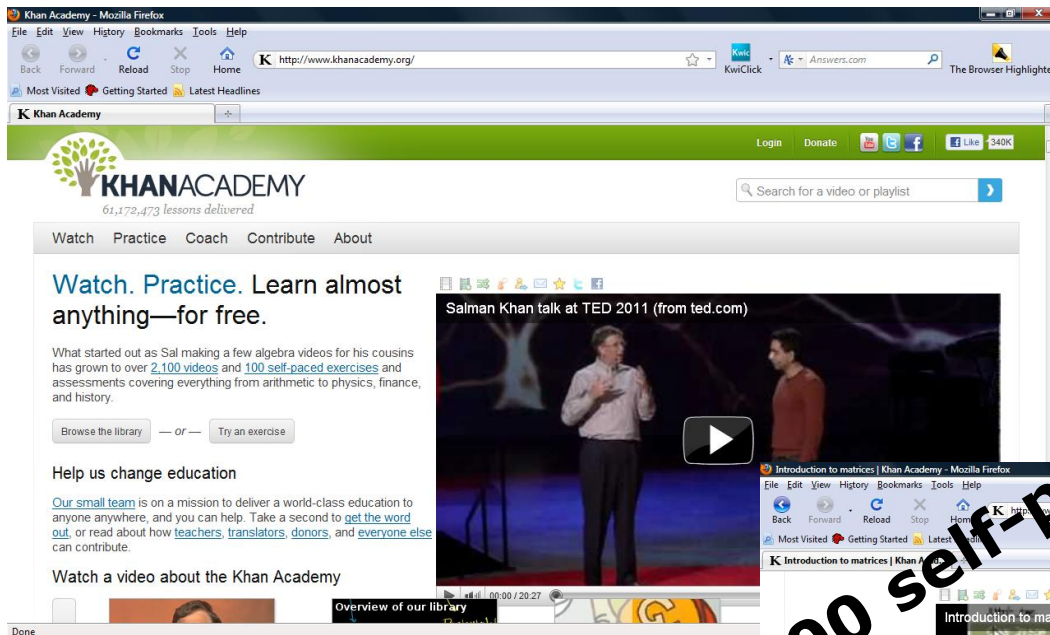 Khan Academy - Mozilla Firefox
File Edit View History Bookmarks Tools Help
Back Forward Reload Stop Home
K http://www.khanacademy.org/
KwiClick
Kwic
Answers.com
The Browser Highlighte
Most Visited Getting Started Latest Headlines
K Khan Academy
Login Donate You Tube t f Like 340K
KHANACADEMY
61,172,473 lessons delivered
Search for a video or playlist
Watch Practice Coach Contribute About
Watch. Practice. Learn almost
anything—for free.
What started out as Sal making a few algebra videos for his cousins
has grown to over 2,100 videos and 100 self-paced exercises and
assessments covering everything from arithmetic to physics, finance,
and history.
Browse the library — or — Try an exercise
Help us change education
Our small team is on a mission to deliver a world-class education to
anyone anywhere, and you can help. Take a second to get the word
out, or read about how teachers, translators, donors, and everyone else
can contribute.
Watch a video about the Khan Academy
Salman Khan talk at TED 2011 (from ted.com)
00:00 / 20:27
Overview of our library
Done
Introduction to matrices | Khan Academy - Mozilla Firefox
File Edit View History Bookmarks Tools Help
Back Forward Reload Stop Home
K http
Most Visited Getting Started Latest
K Introduction to matrices | Khan
Introduction to ma
00 self-p